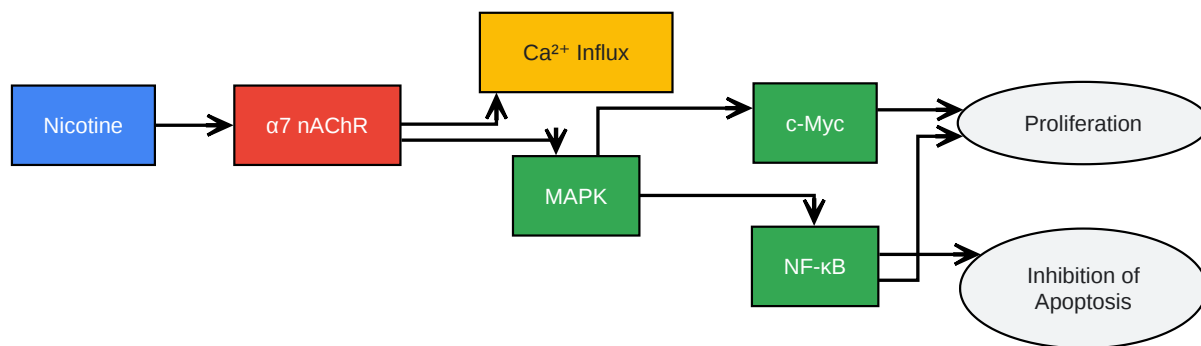 Ca²⁺ Influx
Nicotine
α7 nAChR
c-Myc
Proliferation
MAPK
NF-κB
Inhibition of
Apoptosis